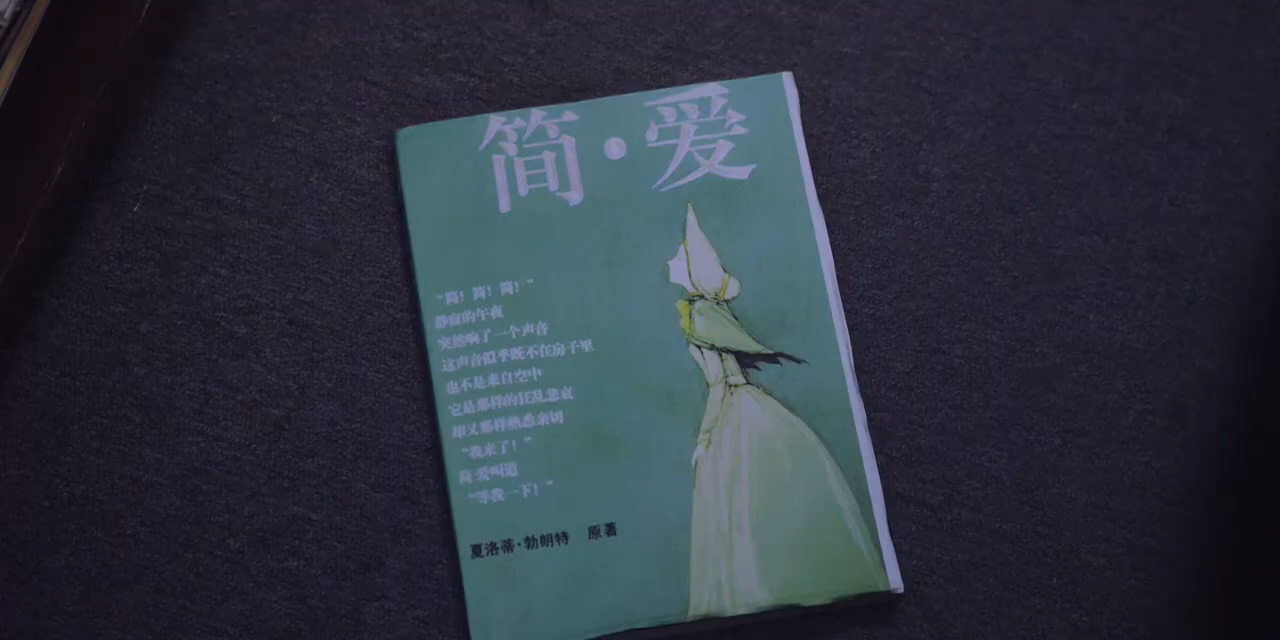 简·爱
“简！简！简！”
静寂的午夜
突然响了一个声音
这声音似乎既不在房子里
也不是来自空中
它是那样的狂乱悲哀
却又那样熟悉亲切
“我来了！”
简·爱叫道
“等我一下！”
夏洛蒂·勃朗特 原著